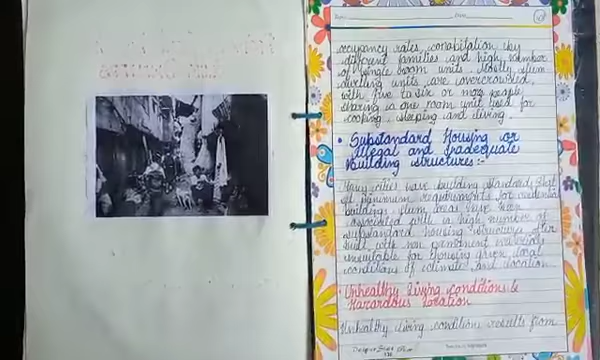 occupancy rates, cohabitation by
different families and high number
of single room units. Mostly slum
dwelling units are overcrowded,
with five to six or more people
sharing a one room unit used for
cooking, sleeping and living.
• Substandard Housing or
illegal and Inadequate
Building structures:-
Many cities have building standards that
set minimum requirements for residential
buildings slum areas have been
associated with a high number of
substandard housing structures often
built with non permanent materials
unsuitable for housing given local
conditions of climate and location
• Unhealthy living conditions &
Hazardous location
Unhealthy living conditions results from